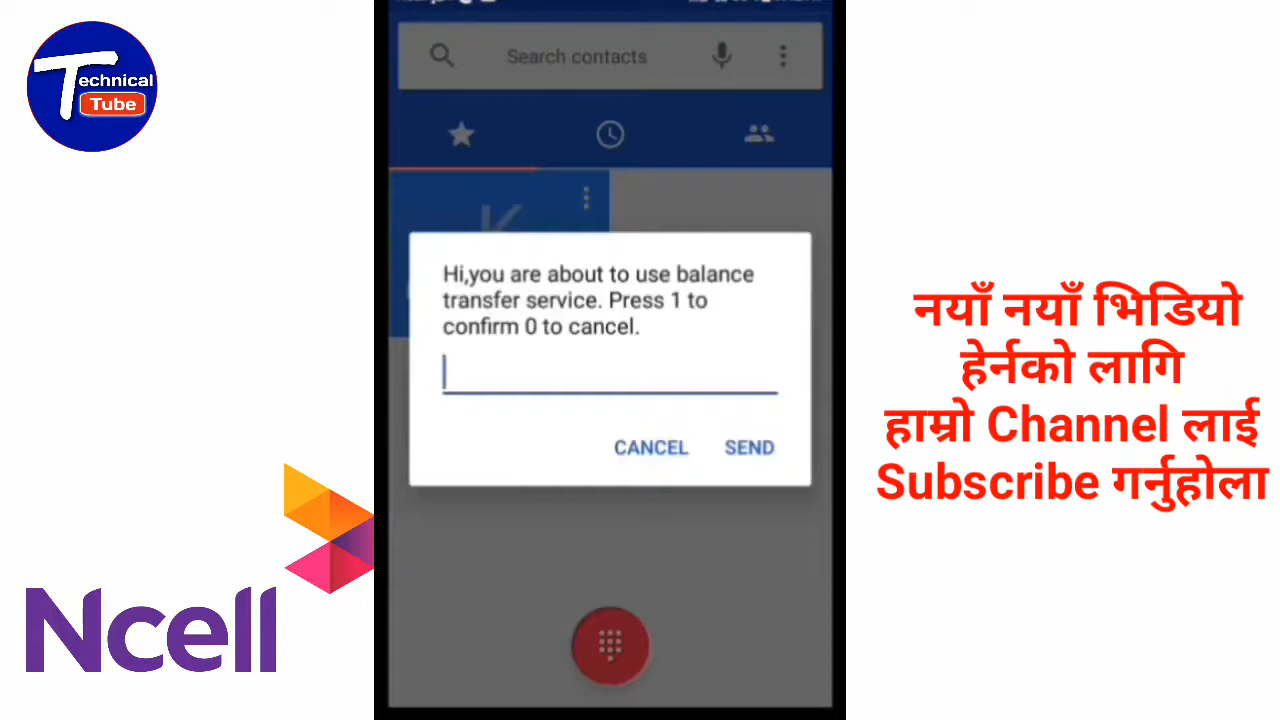 Technical
Tube
Search contacts
K
Hi,you are about to use balance
transfer service. Press 1 to
confirm 0 to cancel.
CANCEL SEND
नयाँ नयाँ भिडियो
हेर्नको लागि
हाम्रो Channel लाई
Subscribe गर्नुहोला
Ncell